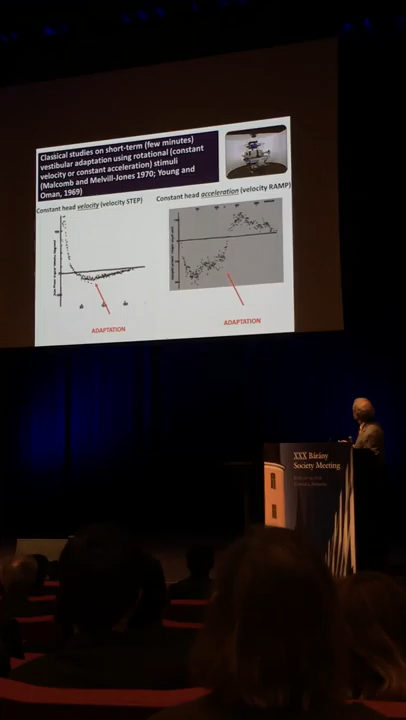 Classical studies on short-term (few minutes)
vestibular adaptation using rotational (constant
velocity or constant acceleration) stimuli
(Malcomb and Melvill-Jones 1970; Young and
Oman, 1969)
Constant head velocity (velocity STEP)
Constant head acceleration (velocity RAMP)
ADAPTATION
ADAPTATION
XXX Bárány
Society Meeting